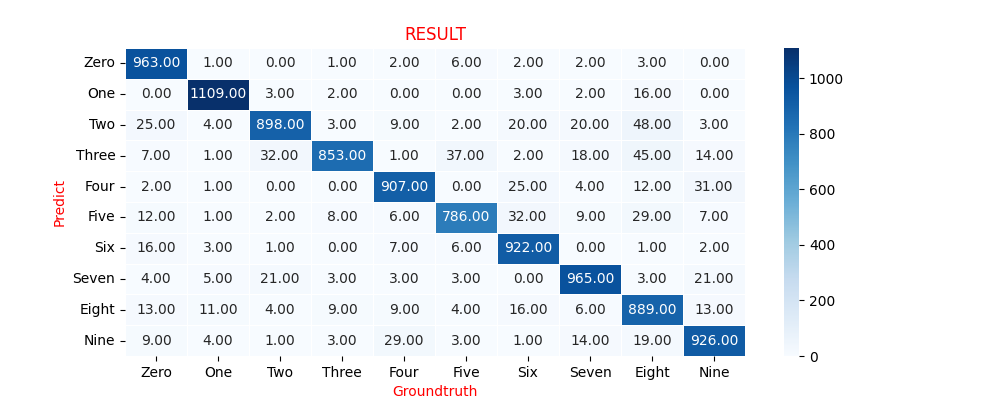 RESULT
Zero 963.00 1.00 0.00 1.00 2.00 6.00 2.00 2.00 3.00 0.00
One 0.00 1109.00 3.00 2.00 0.00 0.00 3.00 2.00 16.00 0.00
1000
Two 25.00 4.00 898.00 3.00 9.00 2.00 20.00 20.00 48.00 3.00
800
Three 7.00 1.00 32.00 853.00 1.00 37.00 2.00 18.00 45.00 14.00
Four 2.00 1.00 0.00 0.00 907.00 0.00 25.00 4.00 12.00 31.00
600
Predict
Five 12.00 1.00 2.00 8.00 6.00 786.00 32.00 9.00 29.00 7.00
Six 16.00 3.00 1.00 0.00 7.00 6.00 922.00 0.00 1.00 2.00
400
Seven 4.00 5.00 21.00 3.00 3.00 3.00 0.00 965.00 3.00 21.00
200
Eight 13.00 11.00 4.00 9.00 9.00 4.00 16.00 6.00 889.00 13.00
Nine 9.00 4.00 1.00 3.00 29.00 3.00 1.00 14.00 19.00 926.00
0
Zero One Two Three Four Five Six Seven Eight Nine
Groundtruth